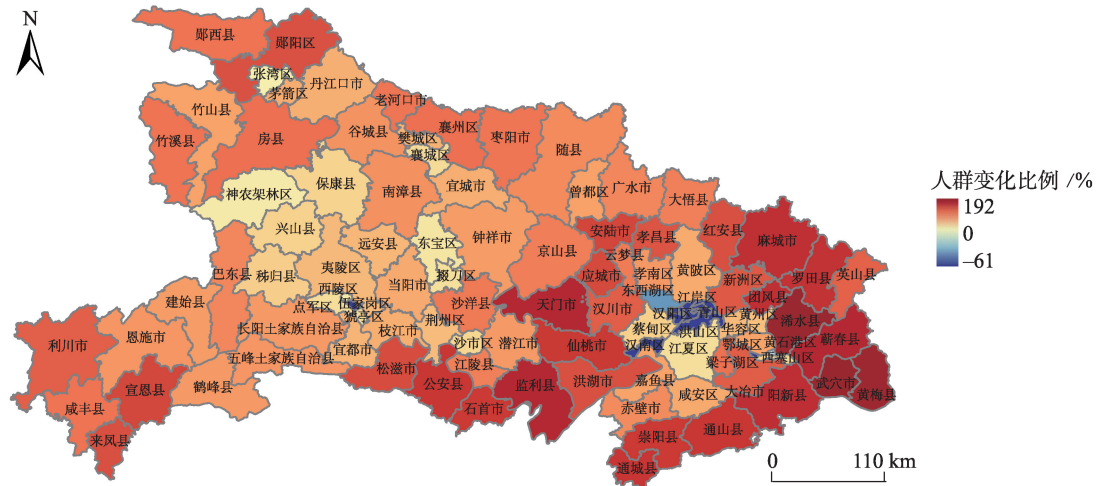 N
郧西县
郧阳区
张湾区
茅箭区
丹江口市
竹山县
竹溪县
房县
老河口市
谷城县
樊城区
襄州区
襄城区
枣阳市
随县
神农架林区
保康县
南漳县
宜城市
曾都区
广水市
大悟县
兴山县
远安县
东宝区
钟祥市
京山县
安陆市
孝昌县
红安县
麻城市
云梦县
巴东县
秭归县
夷陵区
当阳市
掇刀区
应城市
孝南区
黄陂区
新洲区
罗田县
英山县
西陵区
点军区
伍家岗区
猇亭区
沙洋县
天门市
汉川市
东西湖区
江岸区
团风县
建始县
恩施市
长阳土家族自治县
枝江市
荆州区
汉阳区
青山区
黄州区
浠水县
利川市
五峰土家族自治县
宜都市
沙市区
潜江市
仙桃市
蔡甸区
洪山区
华容区
汉南区
江夏区
鄂城区
黄石港区
蕲春县
梁子湖区
西塞山区
宣恩县
鹤峰县
松滋市
江陵县
公安县
监利县
洪湖市
嘉鱼县
咸安区
大冶市
阳新县
武穴市
黄梅县
咸丰县
来凤县
石首市
赤壁市
崇阳县
通山县
通城县
人群变化比例 /%
192
0
–61
0
110 km